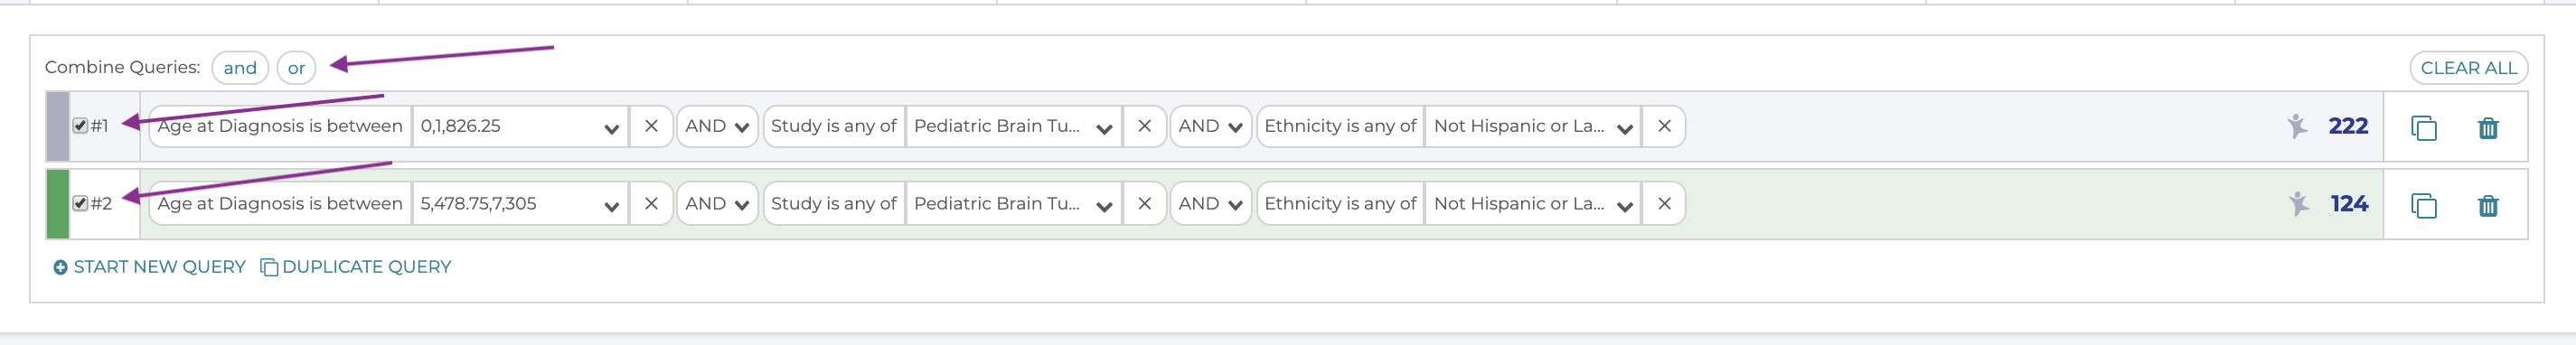 Combine Queries: and or CLEAR ALL
#1 Age at Diagnosis is between 0,1,826.25 AND Study is any of Pediatric Brain Tu... AND Ethnicity is any of Not Hispanic or La... 222
#2 Age at Diagnosis is between 5,478.75,7,305 AND Study is any of Pediatric Brain Tu... AND Ethnicity is any of Not Hispanic or La... 124
START NEW QUERY DUPLICATE QUERY